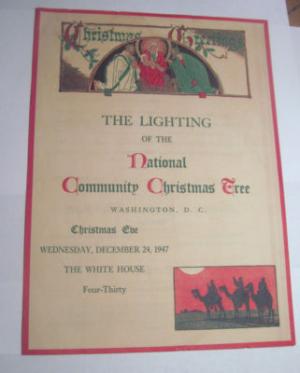 Christmas Greetings
THE LIGHTING
OF THE
National
Community Christmas Tree
WASHINGTON, D. C.
Christmas Eve
WEDNESDAY, DECEMBER 24, 1947
THE WHITE HOUSE
Four-Thirty